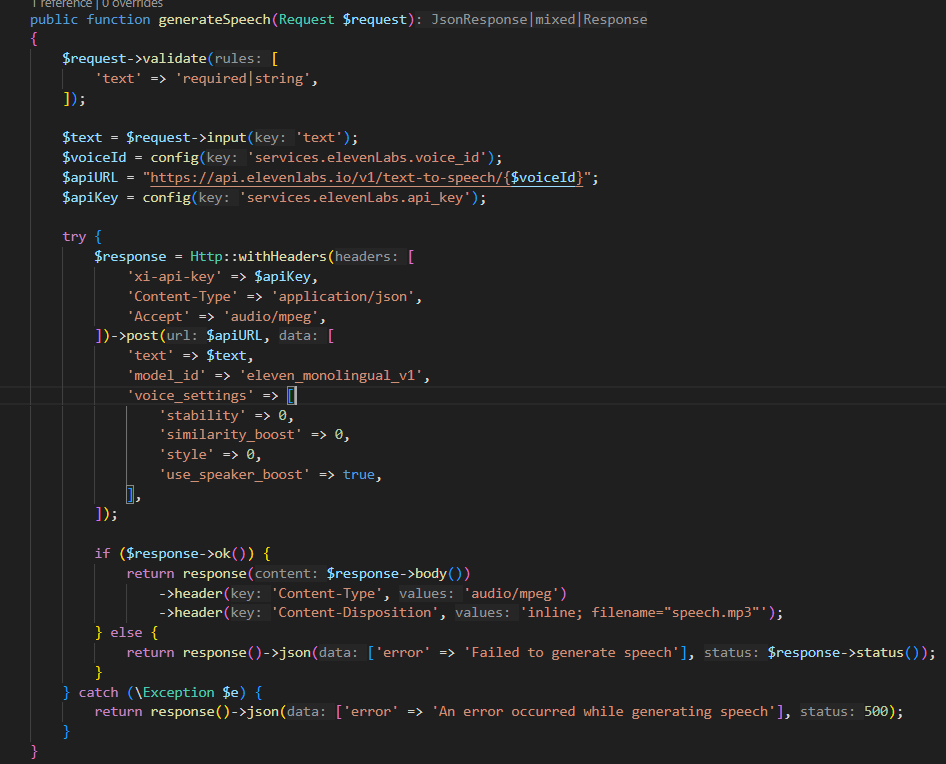 1 reference | 0 overrides
public function generateSpeech(Request $request): JsonResponse|mixed|Response
{
    $request->validate(rules: [
        'text' => 'required|string',
    ]);

    $text = $request->input(key: 'text');
    $voiceId = config(key: 'services.elevenLabs.voice_id');
    $apiURL = "https://api.elevenlabs.io/v1/text-to-speech/{$voiceId}";
    $apiKey = config(key: 'services.elevenLabs.api_key');

    try {
        $response = Http::withHeaders(headers: [
            'xi-api-key' => $apiKey,
            'Content-Type' => 'application/json',
            'Accept' => 'audio/mpeg',
        ])->post(url: $apiURL, data: [
            'text' => $text,
            'model_id' => 'eleven_monolingual_v1',
            'voice_settings' => [
                'stability' => 0,
                'similarity_boost' => 0,
                'style' => 0,
                'use_speaker_boost' => true,
            ],
        ]);

        if ($response->ok()) {
            return response(content: $response->body())
                ->header(key: 'Content-Type', values: 'audio/mpeg')
                ->header(key: 'Content-Disposition', values: 'inline; filename="speech.mp3"');
        } else {
            return response()->json(data: ['error' => 'Failed to generate speech'], status: $response->status());
        }
    } catch (\Exception $e) {
        return response()->json(data: ['error' => 'An error occurred while generating speech'], status: 500);
    }
}